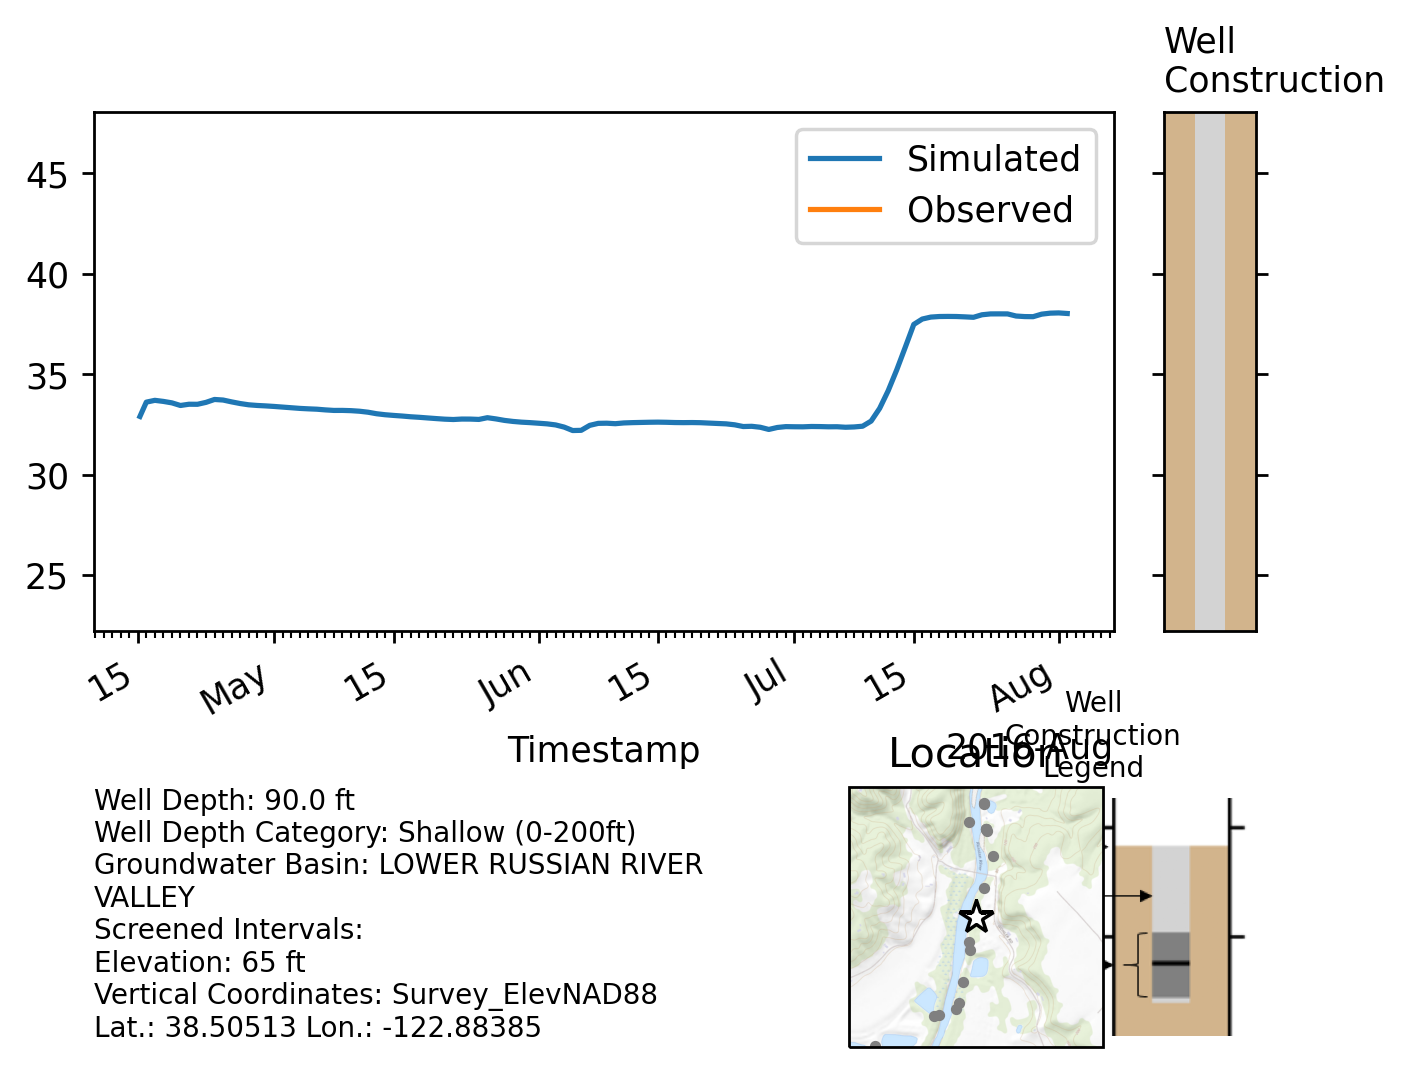 Well
Construction
Simulated
Observed
45
40
35
30
25
15
May
15
Jun
15
Jul
15
Aug
Timestamp
2016-Aug
Location
Well
Construction
Legend
Well Depth: 90.0 ft
Well Depth Category: Shallow (0-200ft)
Groundwater Basin: LOWER RUSSIAN RIVER
VALLEY
Screened Intervals:
Elevation: 65 ft
Vertical Coordinates: Survey_ElevNAD88
Lat.: 38.50513 Lon.: -122.88385